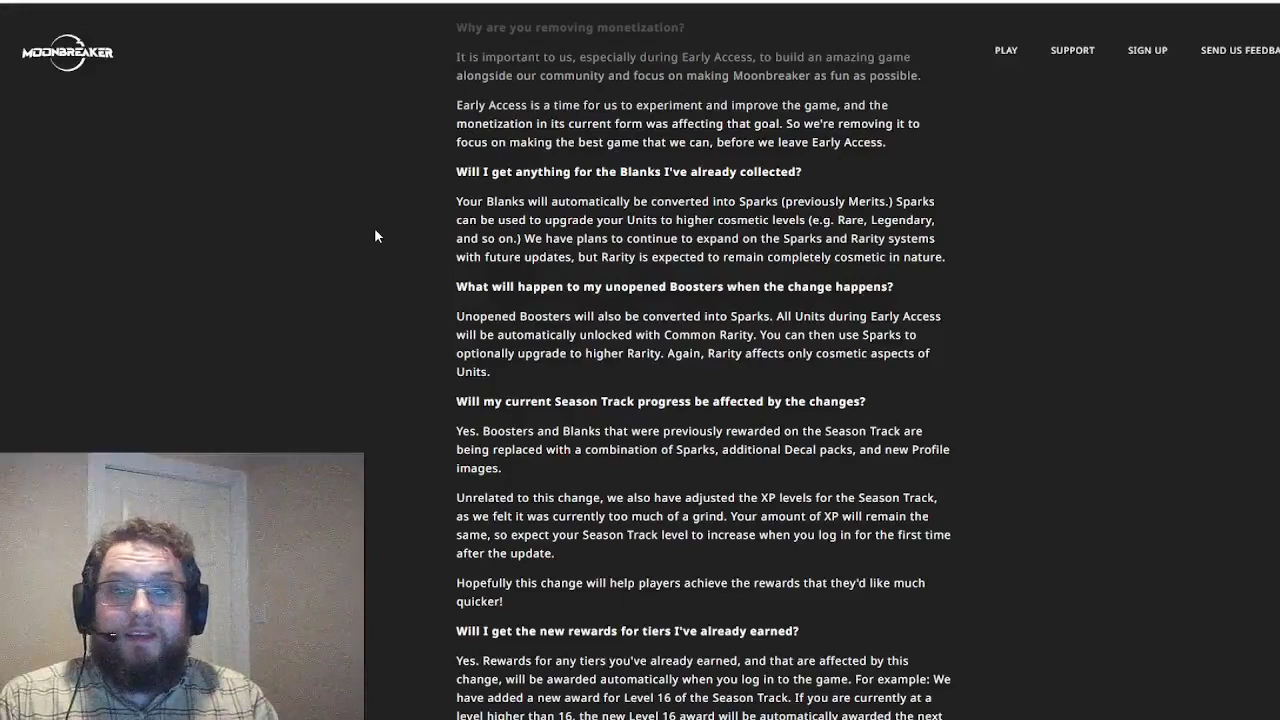 Why are you removing monetization?
MOONBREAKER
PLAY
SUPPORT
SIGN UP
SEND US FEEDBA
It is important to us, especially during Early Access, to build an amazing game
alongside our community and focus on making Moonbreaker as fun as possible.
Early Access is a time for us to experiment and improve the game, and the
monetization in its current form was affecting that goal. So we're removing it to
focus on making the best game that we can, before we leave Early Access.
Will I get anything for the Blanks I've already collected?
Your Blanks will automatically be converted into Sparks (previously Merits.) Sparks
can be used to upgrade your Units to higher cosmetic levels (e.g. Rare, Legendary,
and so on.) We have plans to continue to expand on the Sparks and Rarity systems
with future updates, but Rarity is expected to remain completely cosmetic in nature.
What will happen to my unopened Boosters when the change happens?
Unopened Boosters will also be converted into Sparks. All Units during Early Access
will be automatically unlocked with Common Rarity. You can then use Sparks to
optionally upgrade to higher Rarity. Again, Rarity affects only cosmetic aspects of
Units.
Will my current Season Track progress be affected by the changes?
Yes. Boosters and Blanks that were previously rewarded on the Season Track are
being replaced with a combination of Sparks, additional Decal packs, and new Profile
images.
Unrelated to this change, we also have adjusted the XP levels for the Season Track,
as we felt it was currently too much of a grind. Your amount of XP will remain the
same, so expect your Season Track level to increase when you log in for the first time
after the update.
Hopefully this change will help players achieve the rewards that they'd like much
quicker!
Will I get the new rewards for tiers I've already earned?
Yes. Rewards for any tiers you've already earned, and that are affected by this
change, will be awarded automatically when you log in to the game. For example: We
have added a new award for Level 16 of the Season Track. If you are currently at a
level higher than 16, the new Level 16 award will be automatically awarded the next